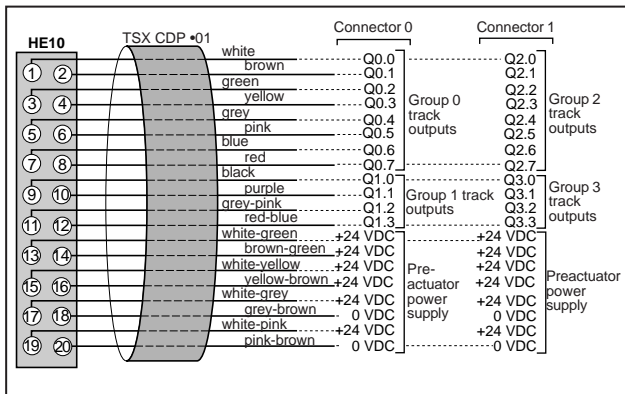 Connector 0 Connector 1
HE10 TSX CDP •01
1 2 white Q0.0 Q2.0
brown Q0.1 Q2.1
3 4 green Q0.2 Q2.2
yellow Q0.3 Group 0 track outputs Q2.3 Group 2 track outputs
5 6 grey Q0.4 Q2.4
pink Q0.5 Q2.5
7 8 blue Q0.6 Q2.6
red Q0.7 Q2.7
9 10 black Q1.0 Q3.0
purple Q1.1 Group 1 track outputs Q3.1 Group 3 track outputs
11 12 grey-pink Q1.2 Q3.2
red-blue Q1.3 Q3.3
13 14 white-green +24 VDC +24 VDC
brown-green +24 VDC +24 VDC
15 16 white-yellow +24 VDC Pre-actuator power supply +24 VDC Preactuator power supply
yellow-brown +24 VDC +24 VDC
17 18 white-grey +24 VDC +24 VDC
grey-brown 0 VDC 0 VDC
19 20 white-pink +24 VDC +24 VDC
pink-brown 0 VDC 0 VDC